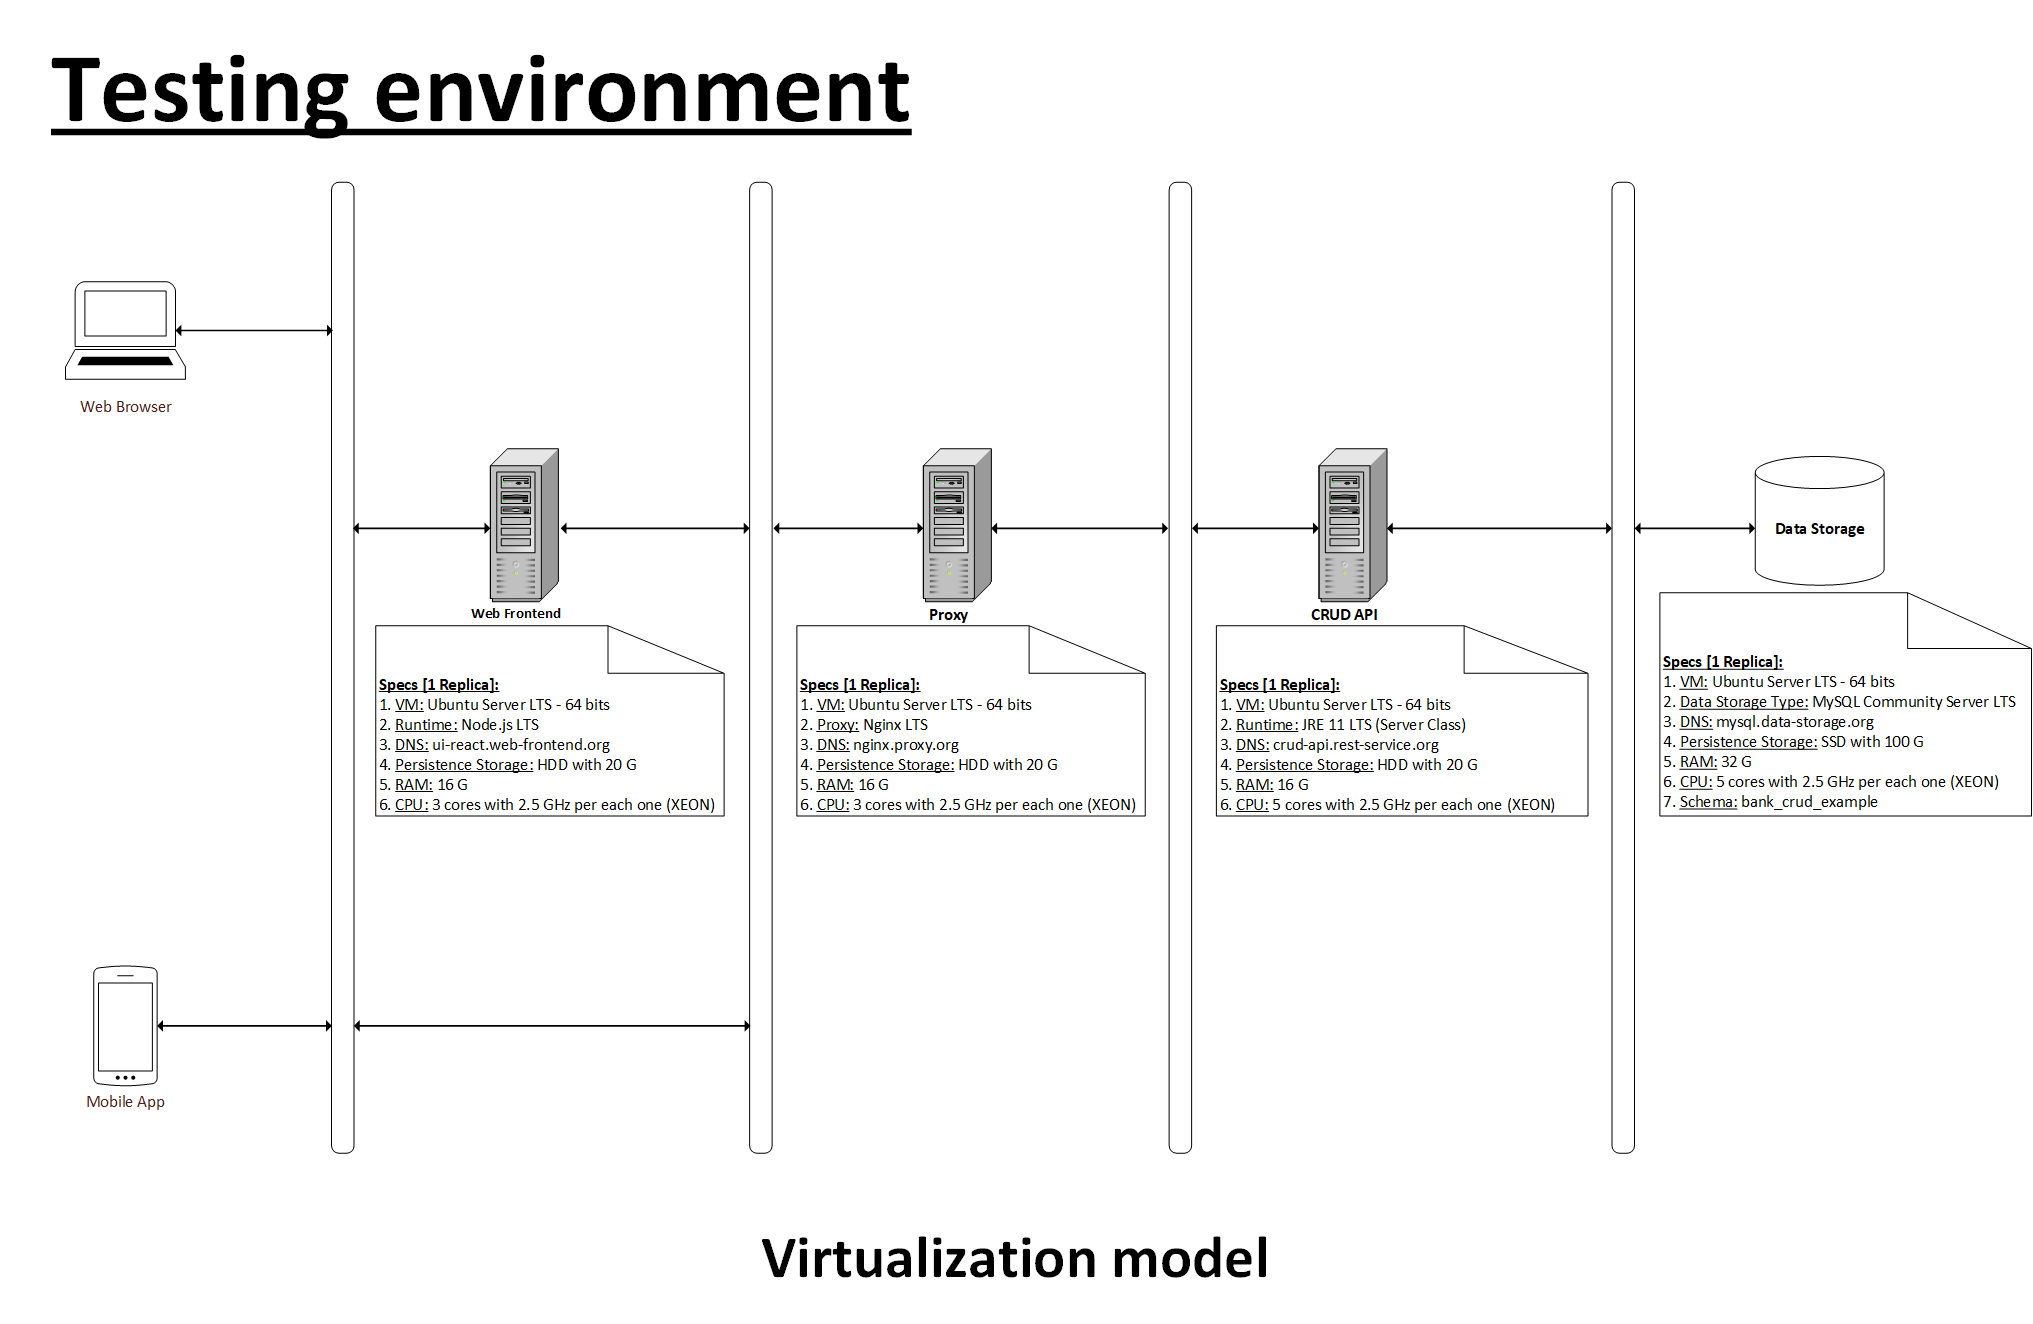 Testing environment
Web Browser
Web Frontend
Specs [1 Replica]:
1. VM: Ubuntu Server LTS - 64 bits
2. Runtime: Node.js LTS
3. DNS: ui-react.web-frontend.org
4. Persistence Storage: HDD with 20 G
5. RAM: 16 G
6. CPU: 3 cores with 2.5 GHz per each one (XEON)
Proxy
Specs [1 Replica]:
1. VM: Ubuntu Server LTS - 64 bits
2. Proxy: Nginx LTS
3. DNS: nginx.proxy.org
4. Persistence Storage: HDD with 20 G
5. RAM: 16 G
6. CPU: 3 cores with 2.5 GHz per each one (XEON)
CRUD API
Specs [1 Replica]:
1. VM: Ubuntu Server LTS - 64 bits
2. Runtime: JRE 11 LTS (Server Class)
3. DNS: crud-api.rest-service.org
4. Persistence Storage: HDD with 20 G
5. RAM: 16 G
6. CPU: 5 cores with 2.5 GHz per each one (XEON)
Data Storage
Specs [1 Replica]:
1. VM: Ubuntu Server LTS - 64 bits
2. Data Storage Type: MySQL Community Server LTS
3. DNS: mysql.data-storage.org
4. Persistence Storage: SSD with 100 G
5. RAM: 32 G
6. CPU: 5 cores with 2.5 GHz per each one (XEON)
7. Schema: bank_crud_example
Mobile App
Virtualization model